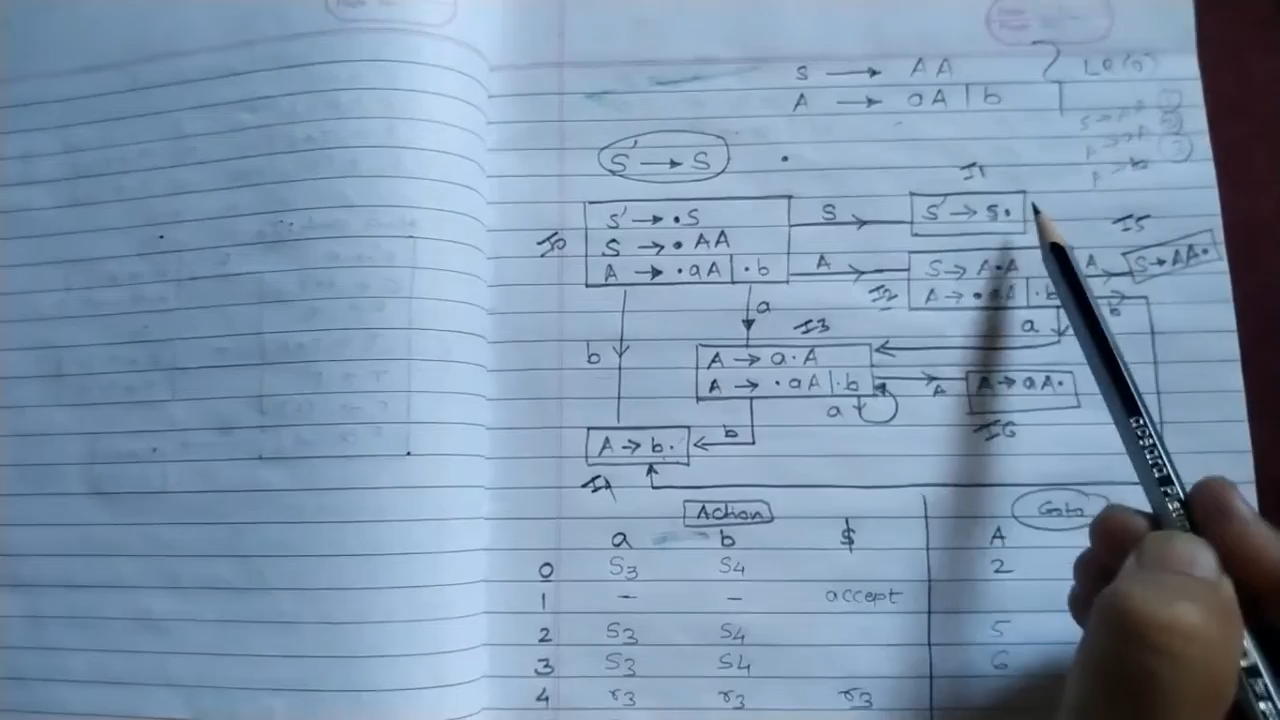 S → AA } LR(0)
A → aA | b
S' → S .
I1
S' → .S
S → .AA
A → .aA | .b
I0
S
S' → S.
I5
A
S → A.A
A → .aA | .b
I2
A
S → AA.
b
a
a
I3
b
A → a.A
A → .aA | .b
A
A → aA.
a
I6
b
A → b.
I4
Action
Goto
a b $ A
0 S3 S4 2
1 - - accept
2 S3 S4 5
3 S3 S4 6
4 r3 r3 r3
apsara